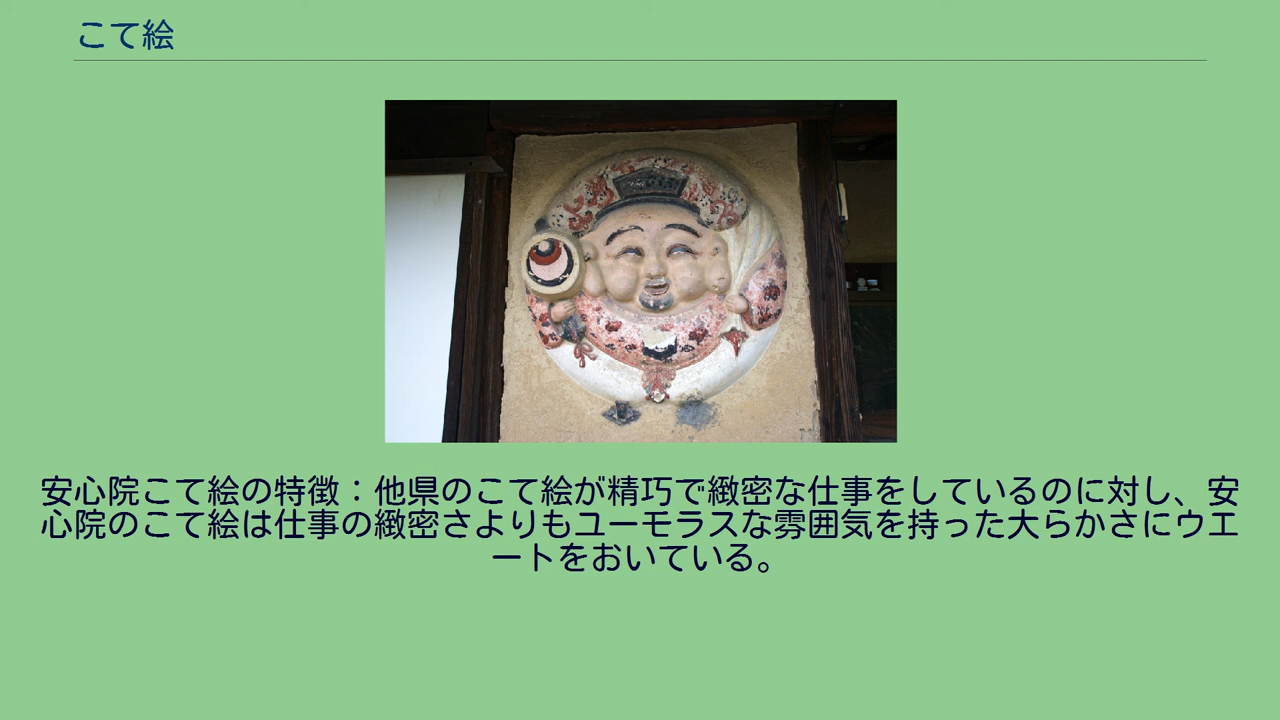 こて絵
安心院こて絵の特徴：他県のこて絵が精巧で緻密な仕事をしているのに対し、安
心院のこて絵は仕事の緻密さよりもユーモラスな雰囲気を持った大らかさにウエ
ートをおいている。